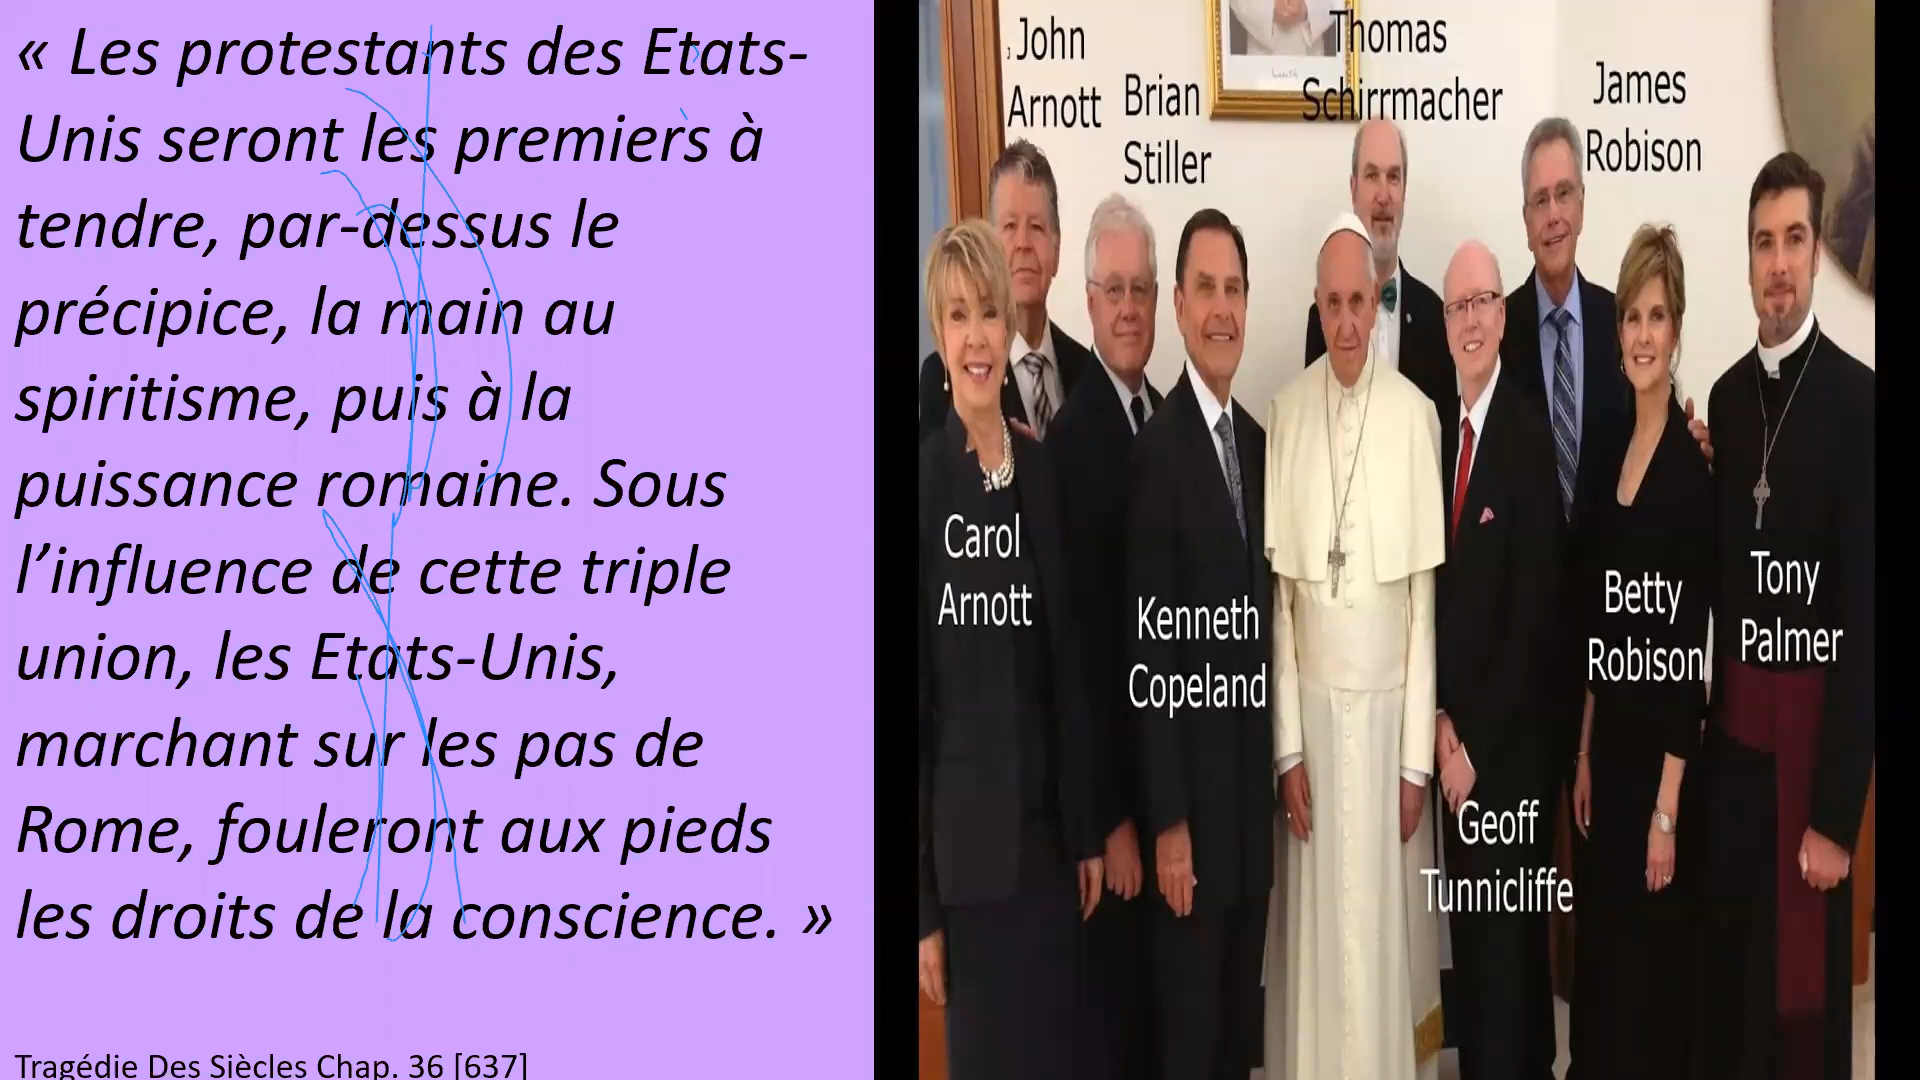 « Les protestants des Etats-
Unis seront les premiers à
tendre, par-dessus le
précipice, la main au
spiritisme, puis à la
puissance romaine. Sous
l’influence de cette triple
union, les Etats-Unis,
marchant sur les pas de
Rome, fouleront aux pieds
les droits de la conscience. »
Tragédie Des Siècles Chap. 36 [637]
, John
Arnott
Brian
Stiller
Thomas
Schirrmacher
James
Robison
Carol
Arnott
Kenneth
Copeland
Geoff
Tunnicliffe
Betty
Robison
Tony
Palmer